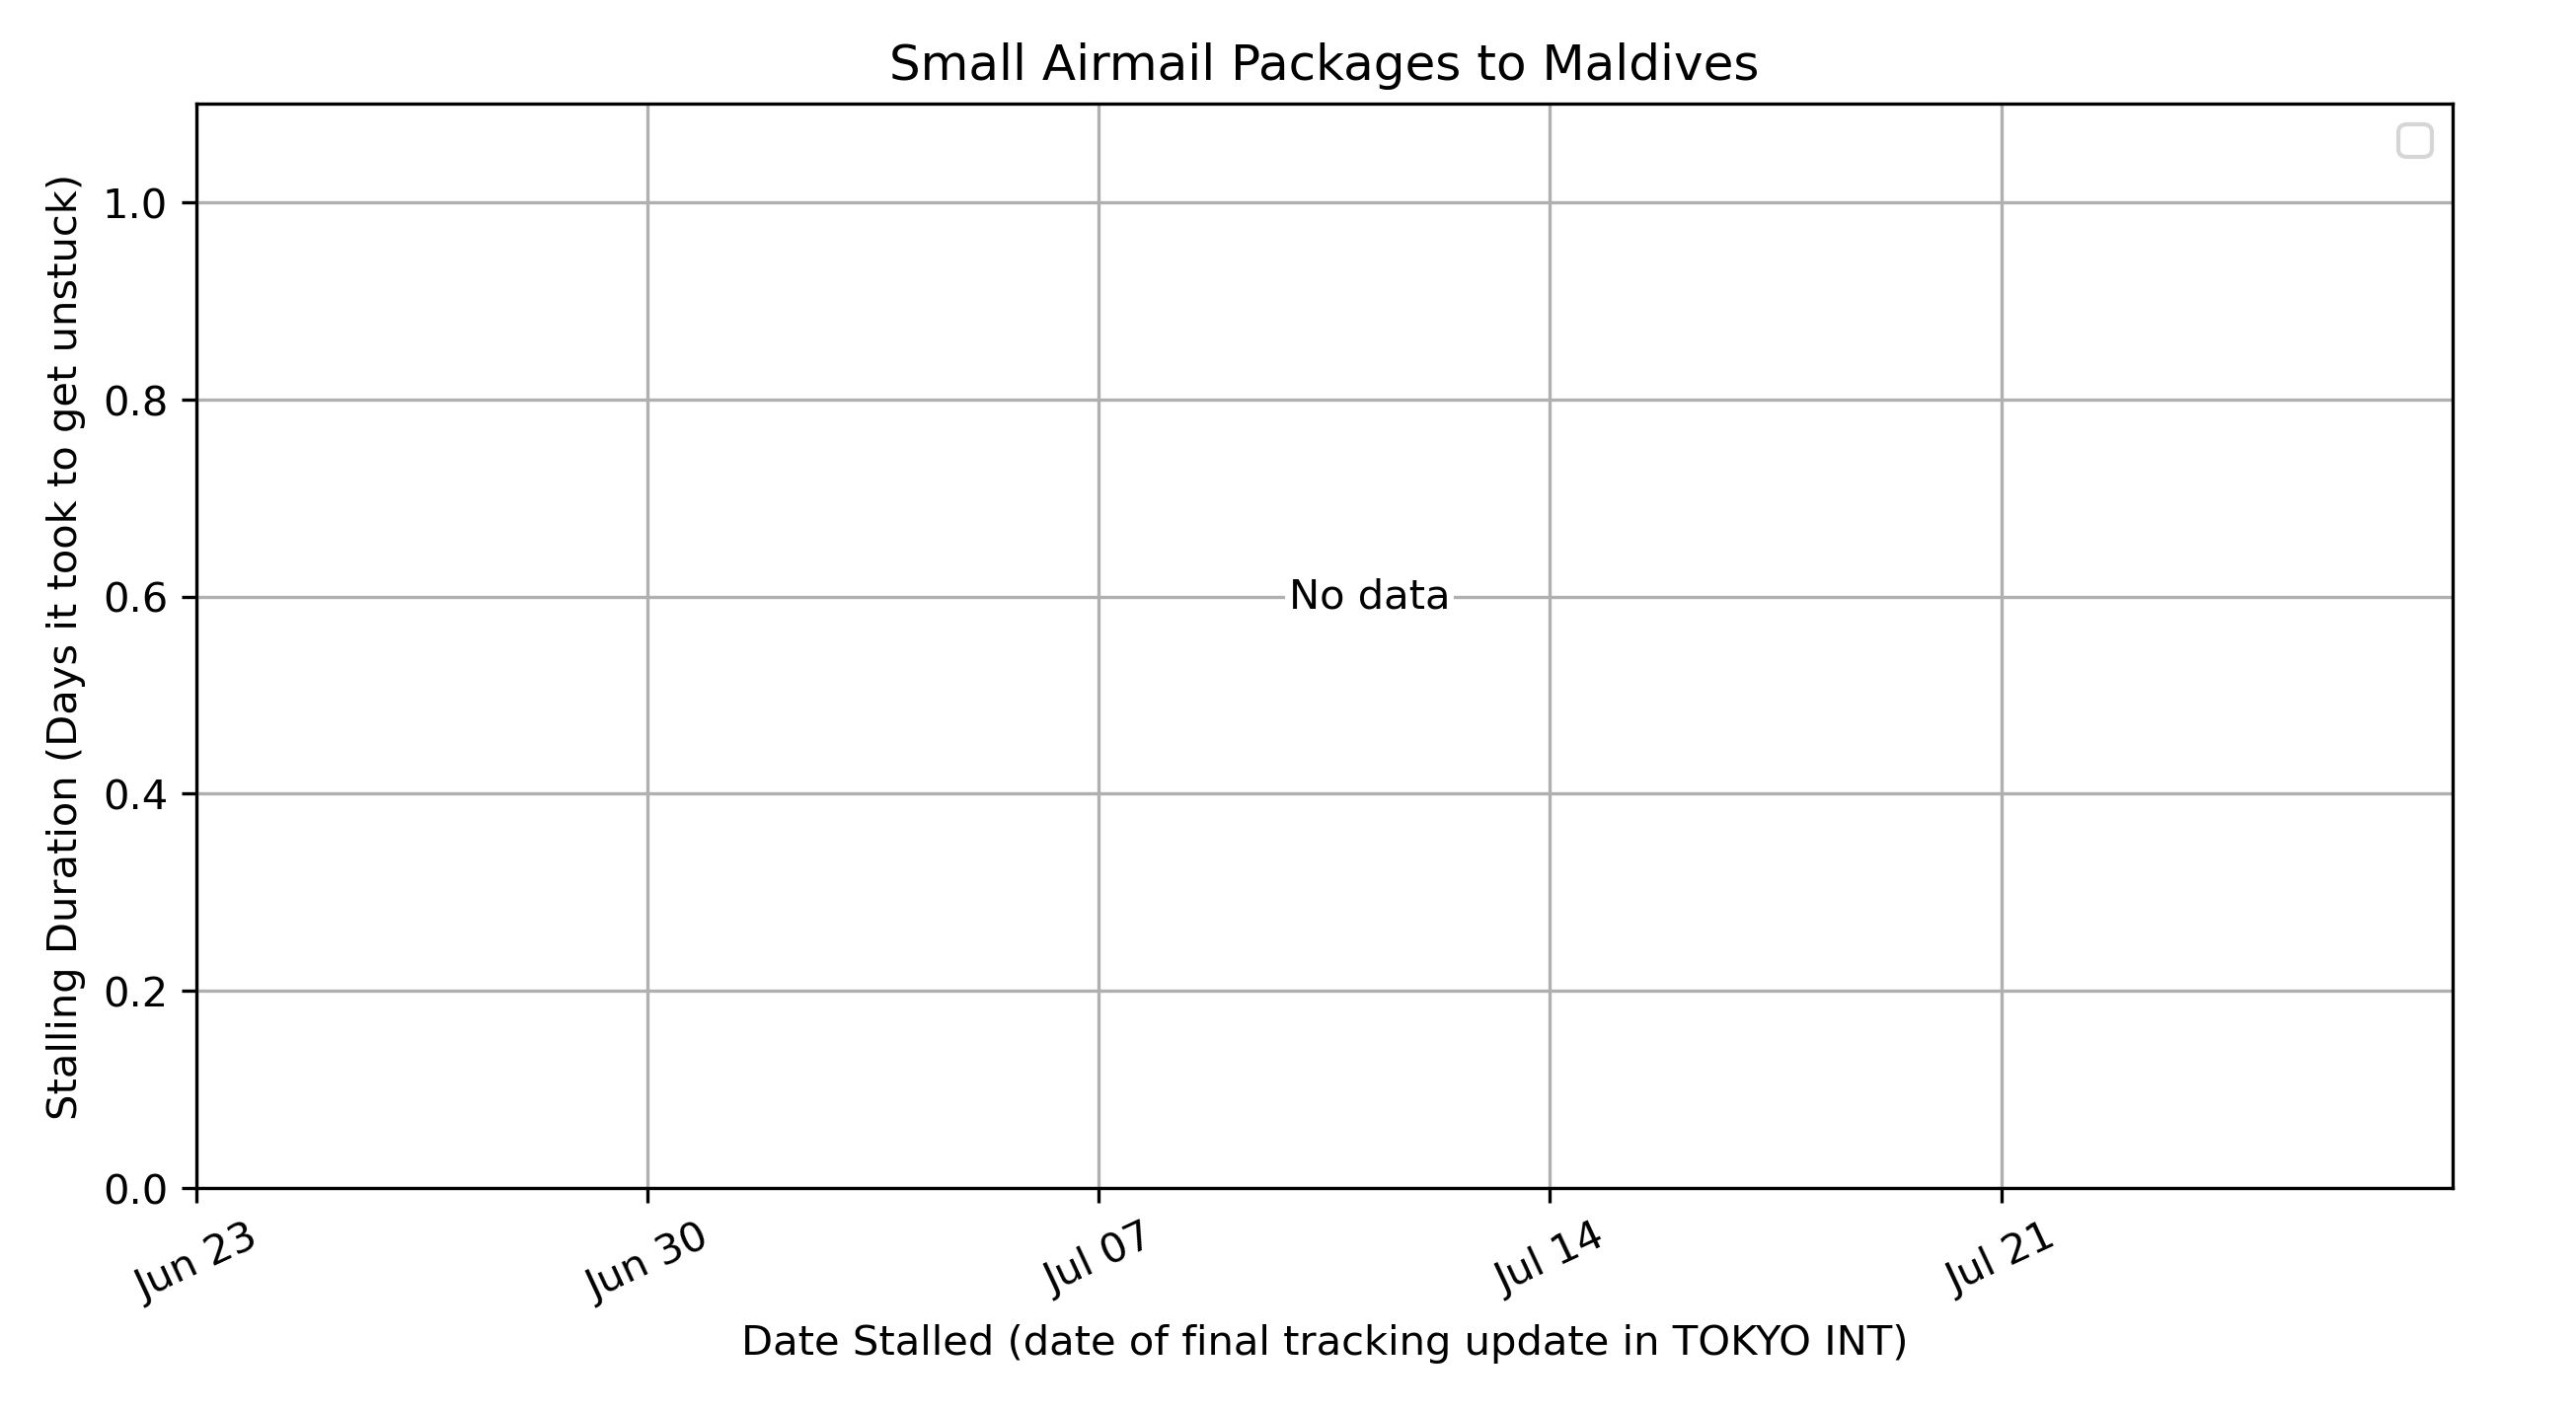 Small Airmail Packages to Maldives
Stalling Duration (Days it took to get unstuck)
1.0
0.8
0.6
0.4
0.2
0.0
No data
Jun 23
Jun 30
Jul 07
Jul 14
Jul 21
Date Stalled (date of final tracking update in TOKYO INT)